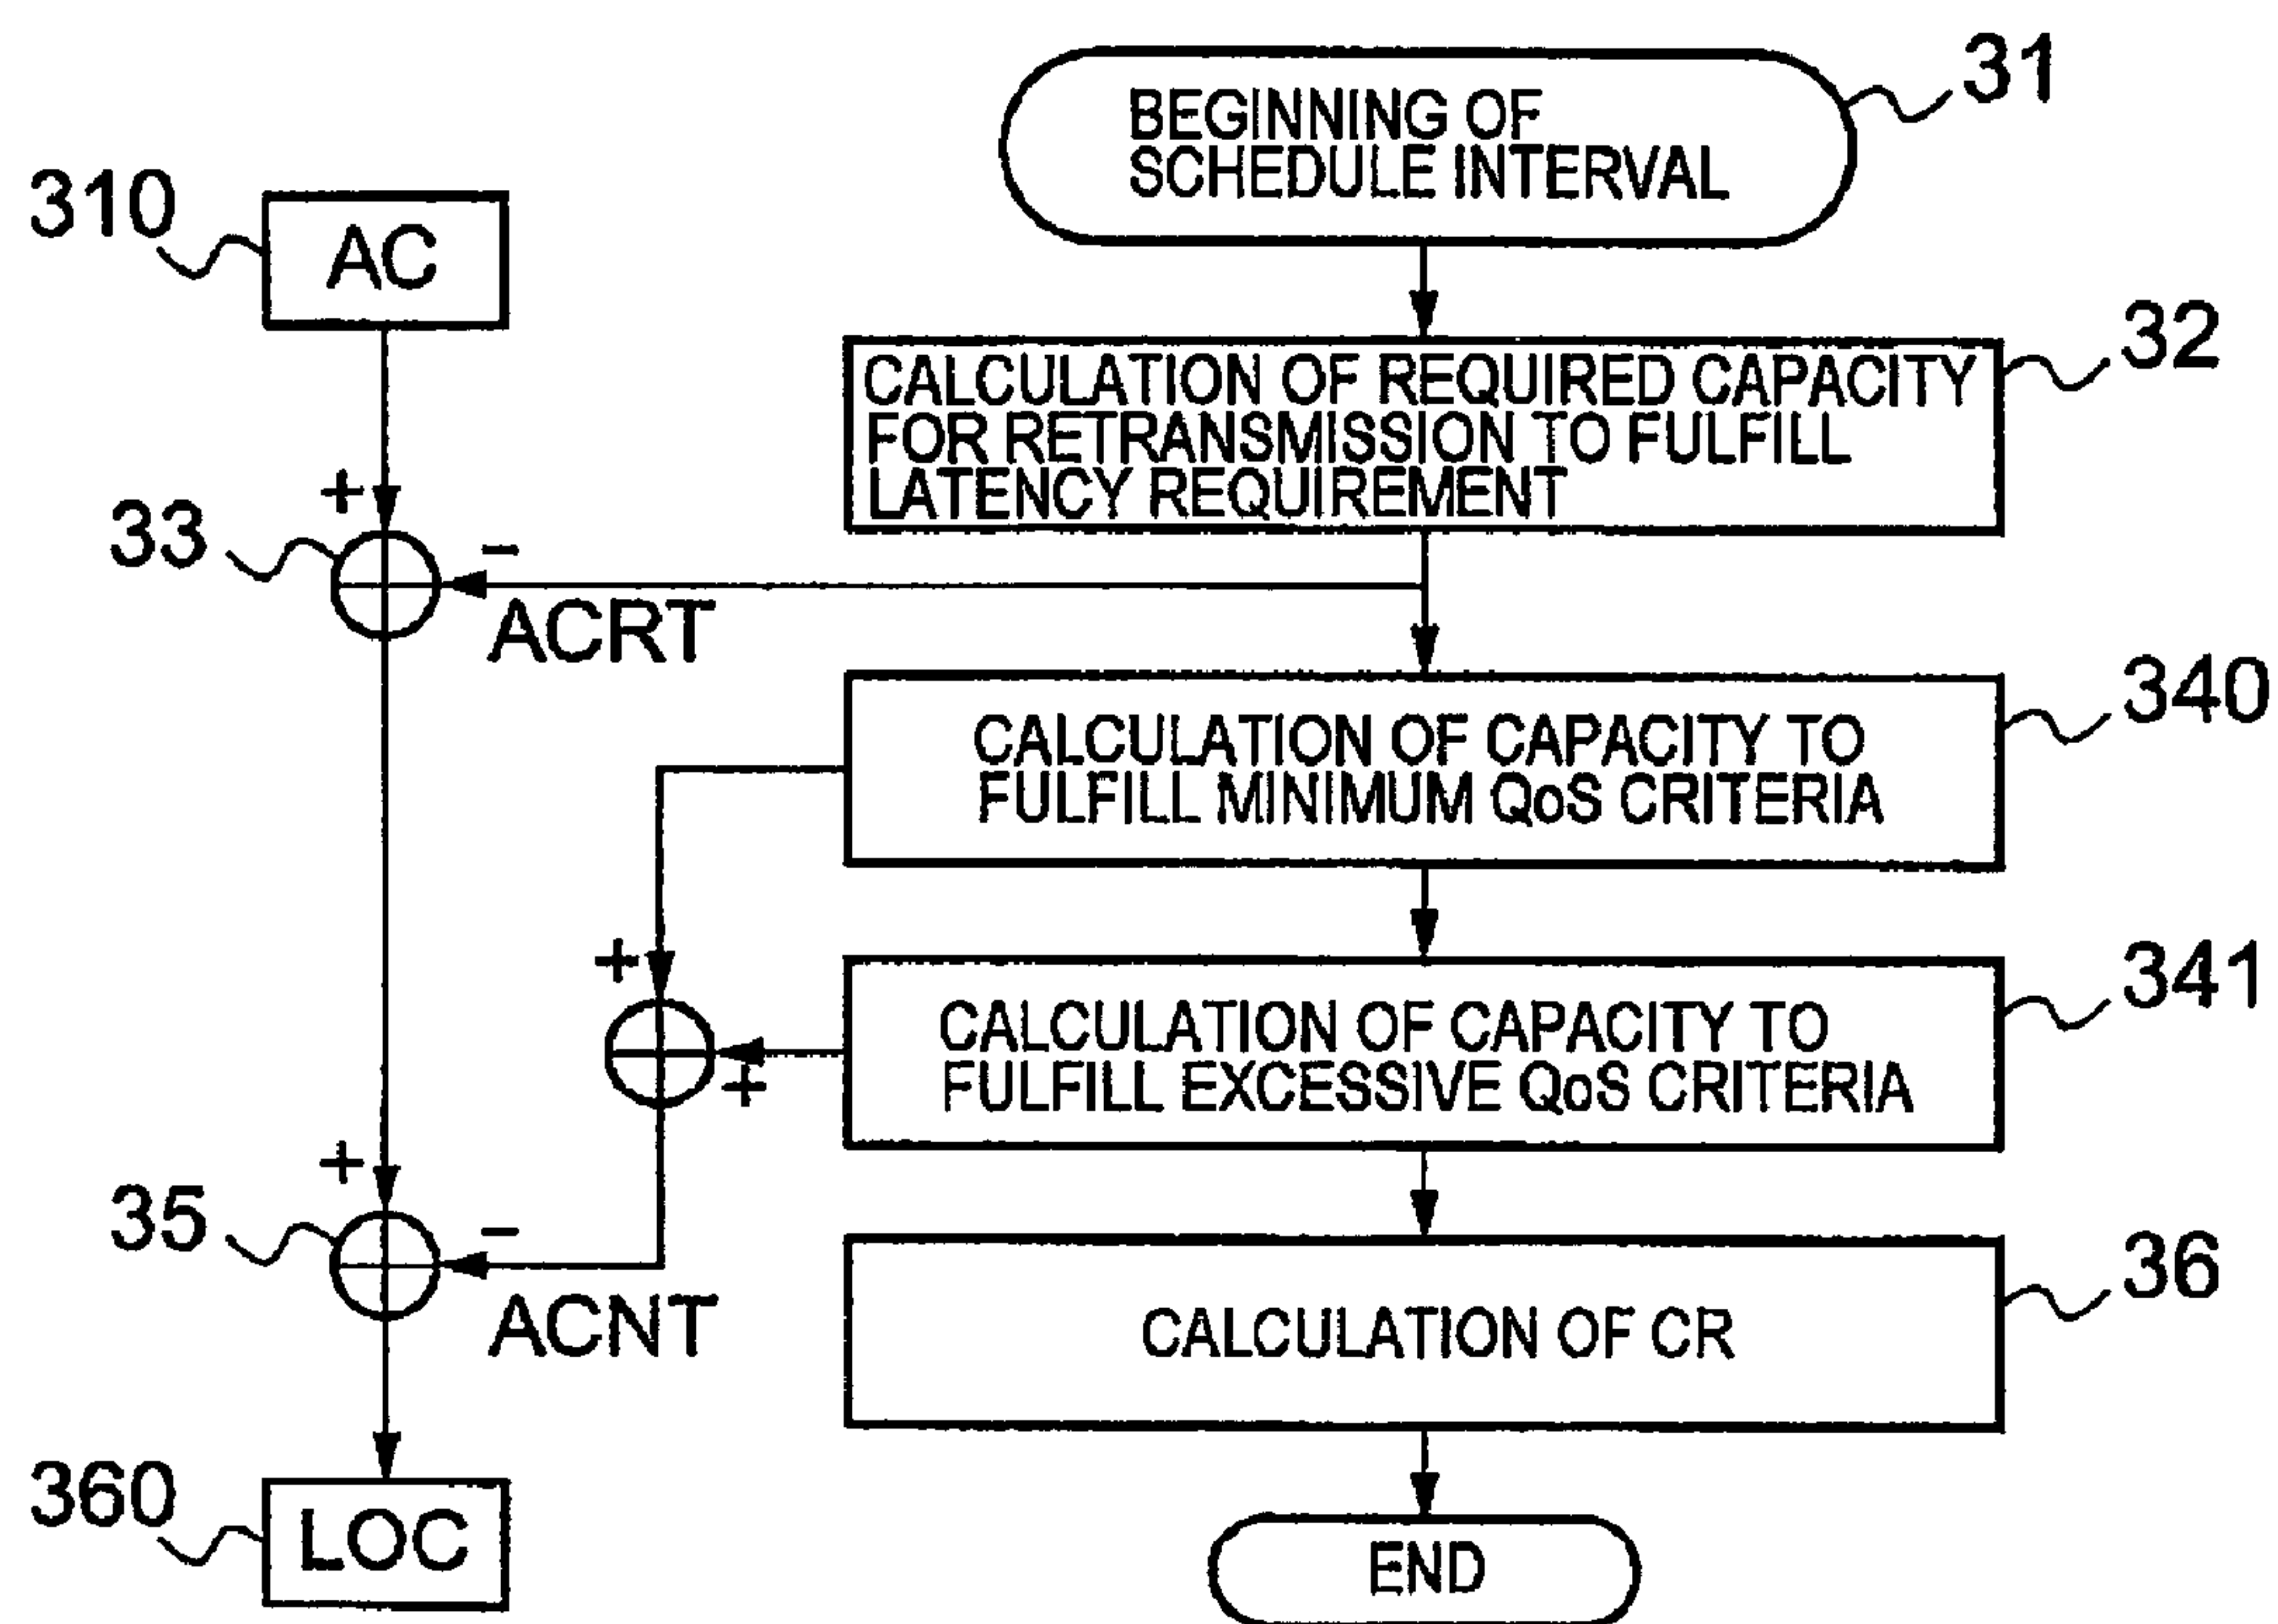 BEGINNING OF
SCHEDULE INTERVAL
31
310
AC
CALCULATION OF REQUIRED CAPACITY
FOR RETRANSMISSION TO FULFILL
LATENCY REQUIREMENT
32
+
33
-
ACRT
CALCULATION OF CAPACITY TO
FULFILL MINIMUM QoS CRITERIA
340
+
+
CALCULATION OF CAPACITY TO
FULFILL EXCESSIVE QoS CRITERIA
341
+
35
-
ACNT
CALCULATION OF CR
36
360
LOC
END